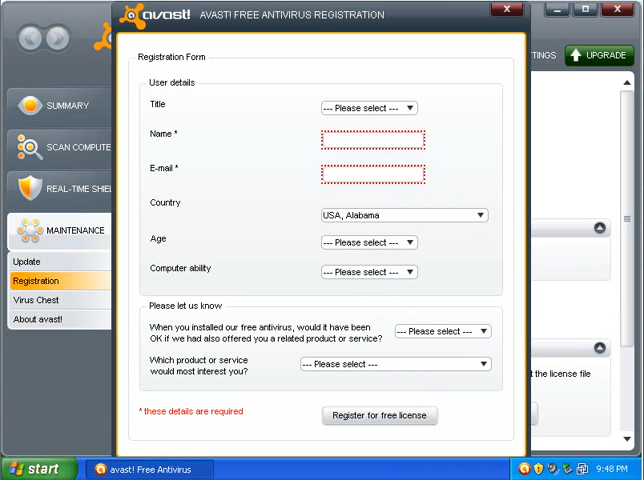 avast!
AVAST! FREE ANTIVIRUS REGISTRATION
TINGS
UPGRADE
SUMMARY
SCAN COMPUTE
REAL-TIME SHIE
MAINTENANCE
Update
Registration
Virus Chest
About avast!
Registration Form
User details
Title
--- Please select ---
Name *
E-mail *
Country
USA, Alabama
Age
--- Please select ---
Computer ability
--- Please select ---
Please let us know
When you installed our free antivirus, would it have been
OK if we had also offered you a related product or service?
--- Please select ---
Which product or service
would most interest you?
--- Please select ---
* these details are required
Register for free license
t the license file
start
avast! Free Antivirus
9:48 PM